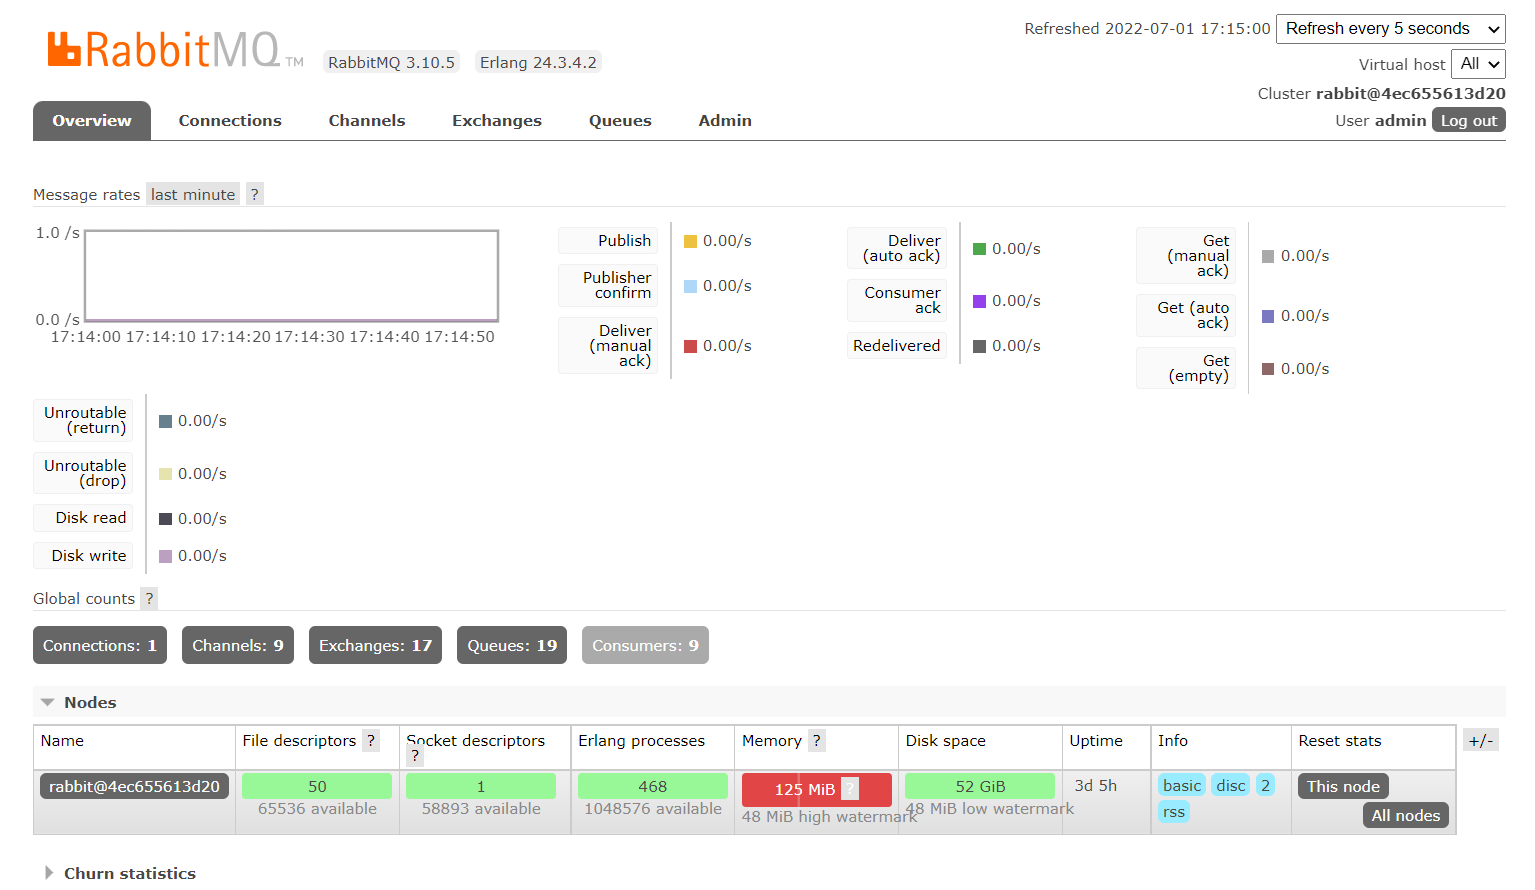 RabbitMQ TM
RabbitMQ 3.10.5
Erlang 24.3.4.2
Refreshed 2022-07-01 17:15:00
Refresh every 5 seconds
Virtual host All
Cluster rabbit@4ec655613d20
User admin Log out
Overview
Connections
Channels
Exchanges
Queues
Admin
Message rates last minute ?
1.0 /s
0.0 /s
17:14:00 17:14:10 17:14:20 17:14:30 17:14:40 17:14:50
Publish
0.00/s
Publisher
confirm
0.00/s
Deliver
(manual
ack)
0.00/s
Deliver
(auto ack)
0.00/s
Consumer
ack
0.00/s
Redelivered
0.00/s
Get
(manual
ack)
0.00/s
Get (auto
ack)
0.00/s
Get
(empty)
0.00/s
Unroutable
(return)
0.00/s
Unroutable
(drop)
0.00/s
Disk read
0.00/s
Disk write
0.00/s
Global counts ?
Connections: 1
Channels: 9
Exchanges: 17
Queues: 19
Consumers: 9
Nodes
Name
File descriptors ?
Socket descriptors
?
Erlang processes
Memory ?
Disk space
Uptime
Info
Reset stats
+/-
rabbit@4ec655613d20
50
65536 available
1
58893 available
468
1048576 available
125 MiB ?
48 MiB high watermark
52 GiB
48 MiB low watermark
3d 5h
basic disc 2
rss
This node
All nodes
Churn statistics